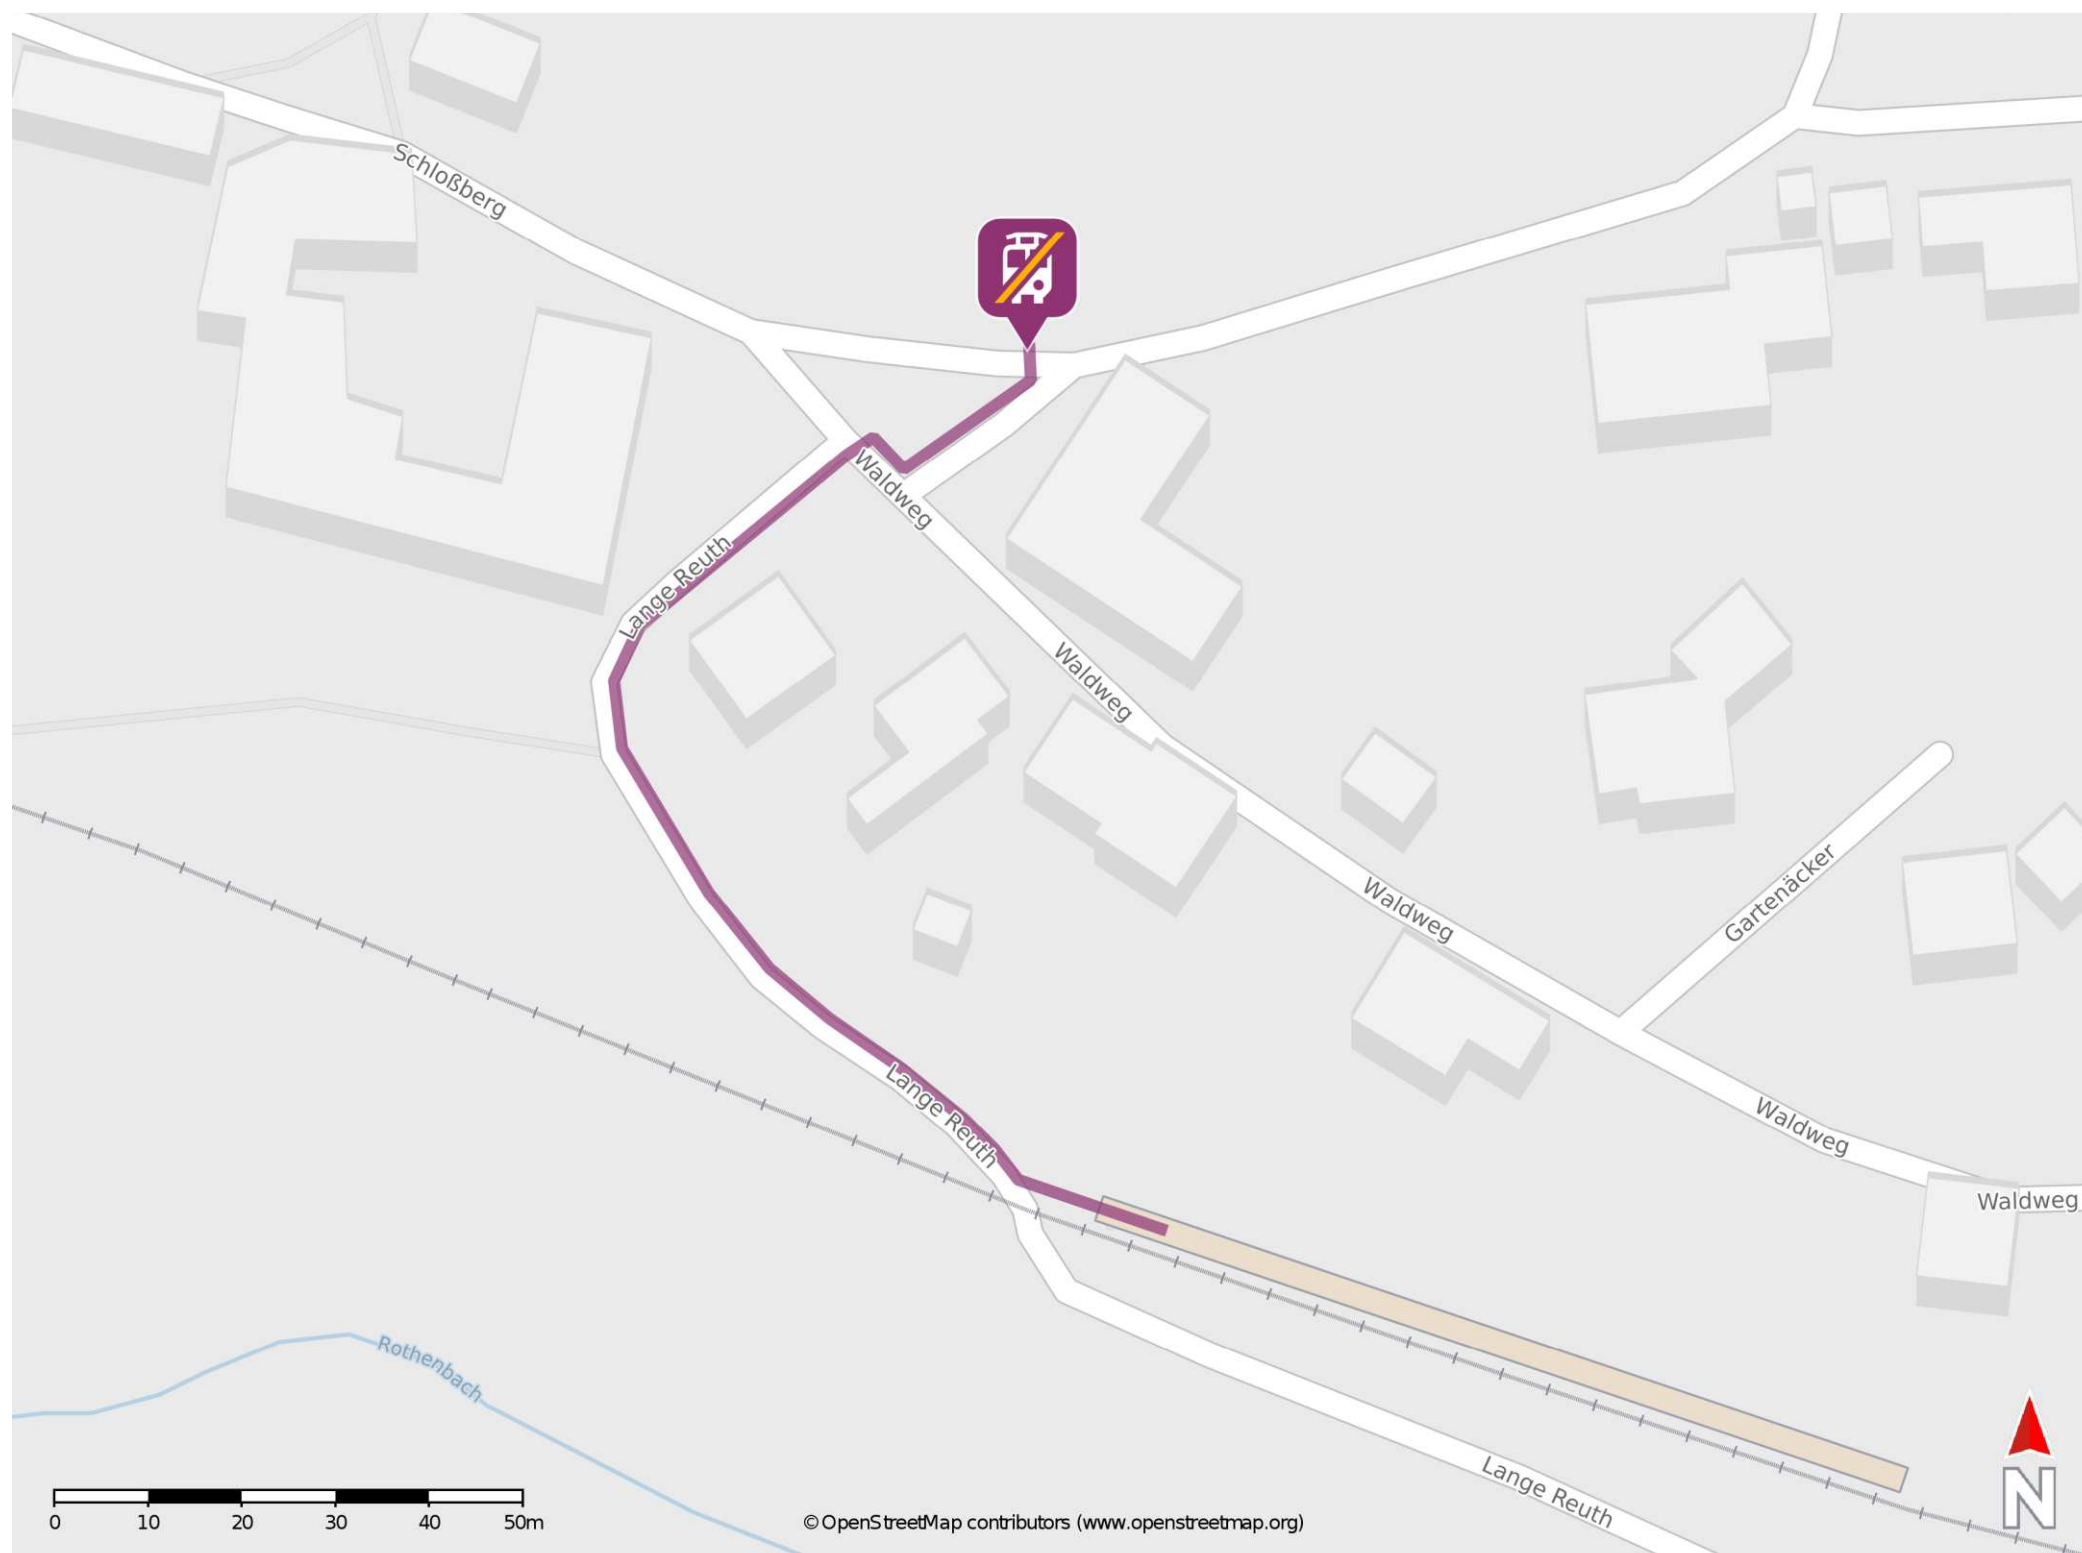 Schloßberg
Waldweg
Lange Reuth
Waldweg
Gartenäcker
Waldweg
Lange Reuth
Waldweg
Waldweg
Rothenbach
Lange Reuth
0 10 20 30 40 50m
© OpenStreetMap contributors (www.openstreetmap.org)
N